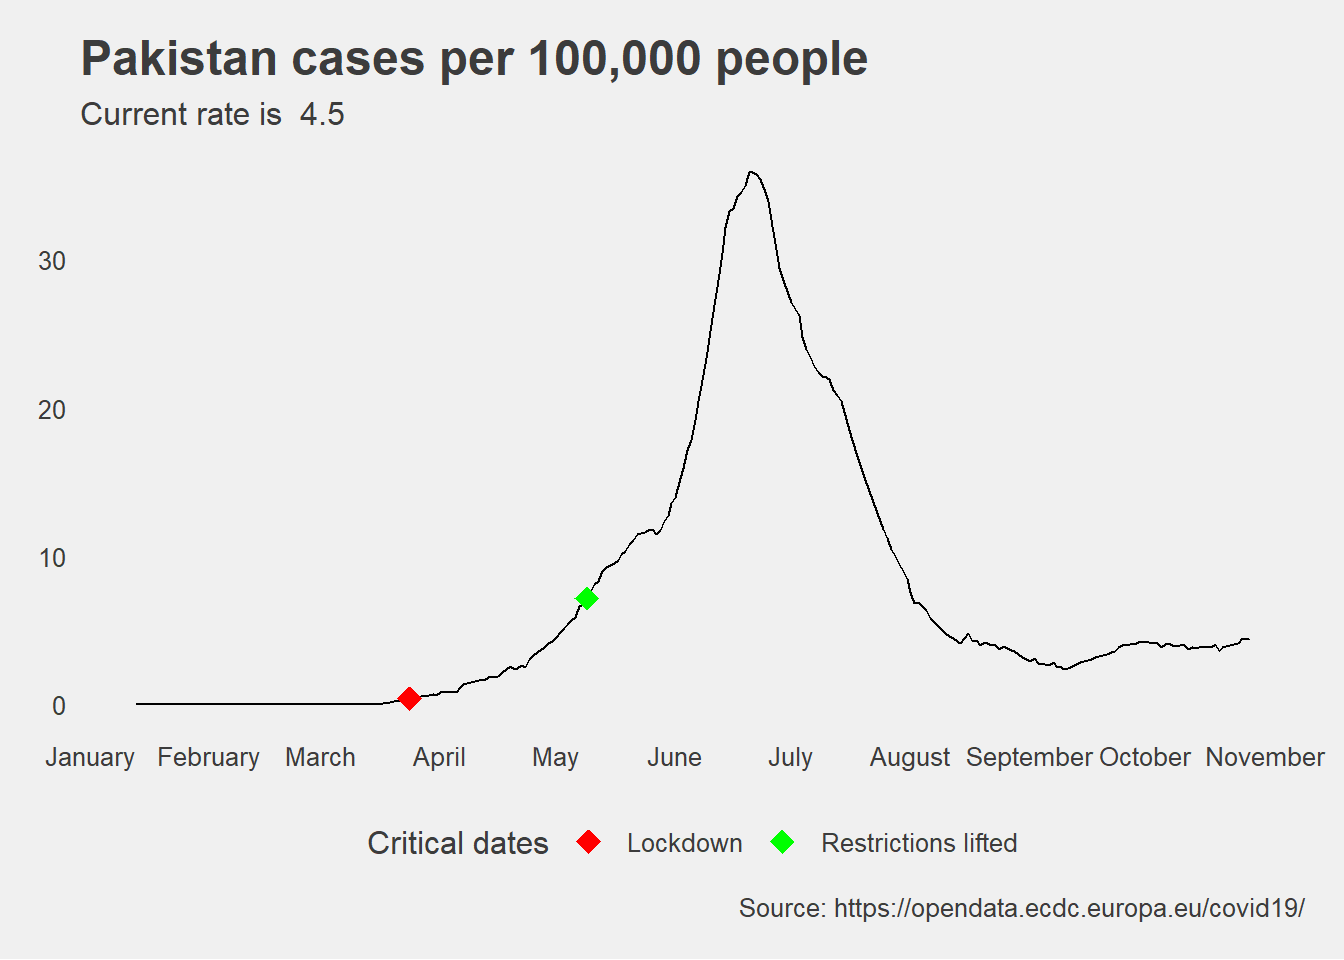 Pakistan cases per 100,000 people
Current rate is  4.5
30
20
10
0
January February March April May June July August September October November
Critical dates Lockdown Restrictions lifted
Source: https://opendata.ecdc.europa.eu/covid19/